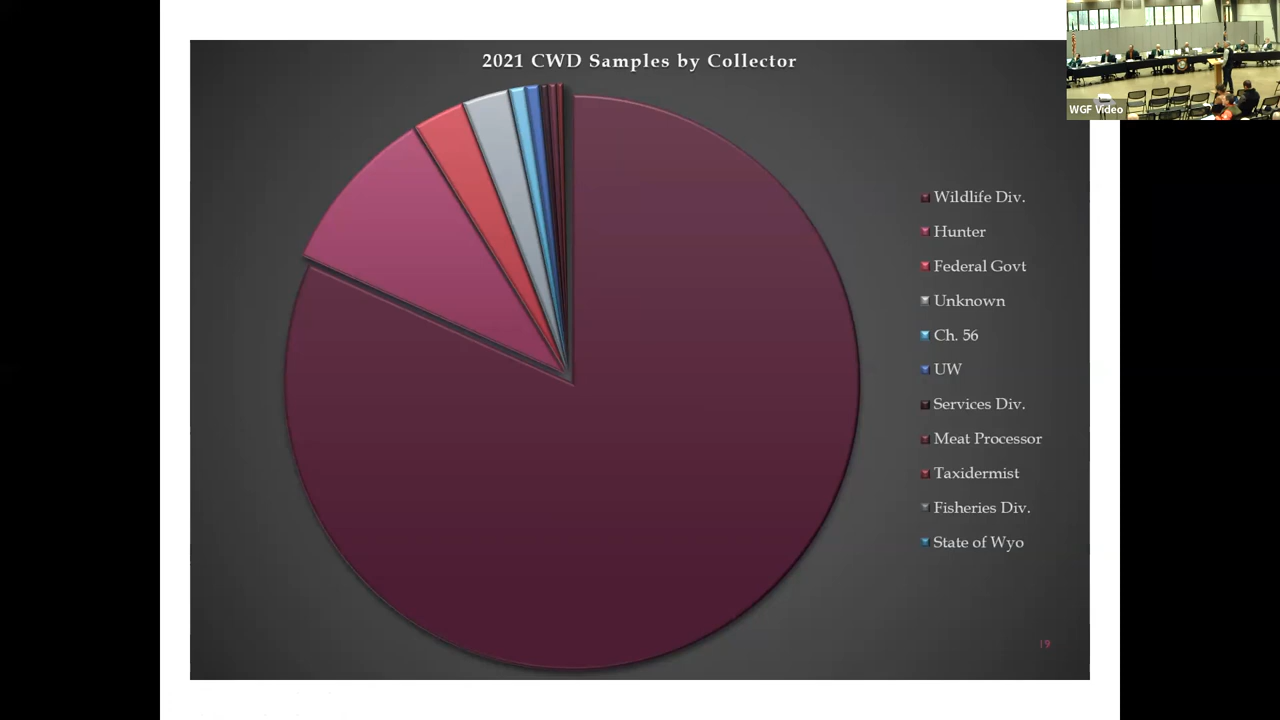 2021 CWD Samples by Collector
WGF Video
Wildlife Div.
Hunter
Federal Govt
Unknown
Ch. 56
UW
Services Div.
Meat Processor
Taxidermist
Fisheries Div.
State of Wyo
19